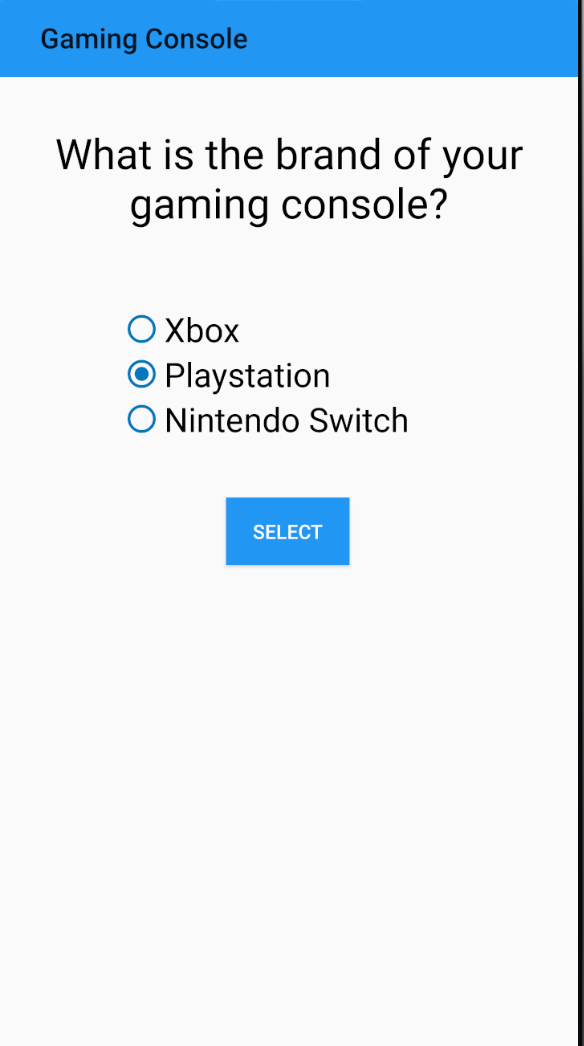 Gaming Console
What is the brand of your
gaming console?
Xbox
Playstation
Nintendo Switch
SELECT